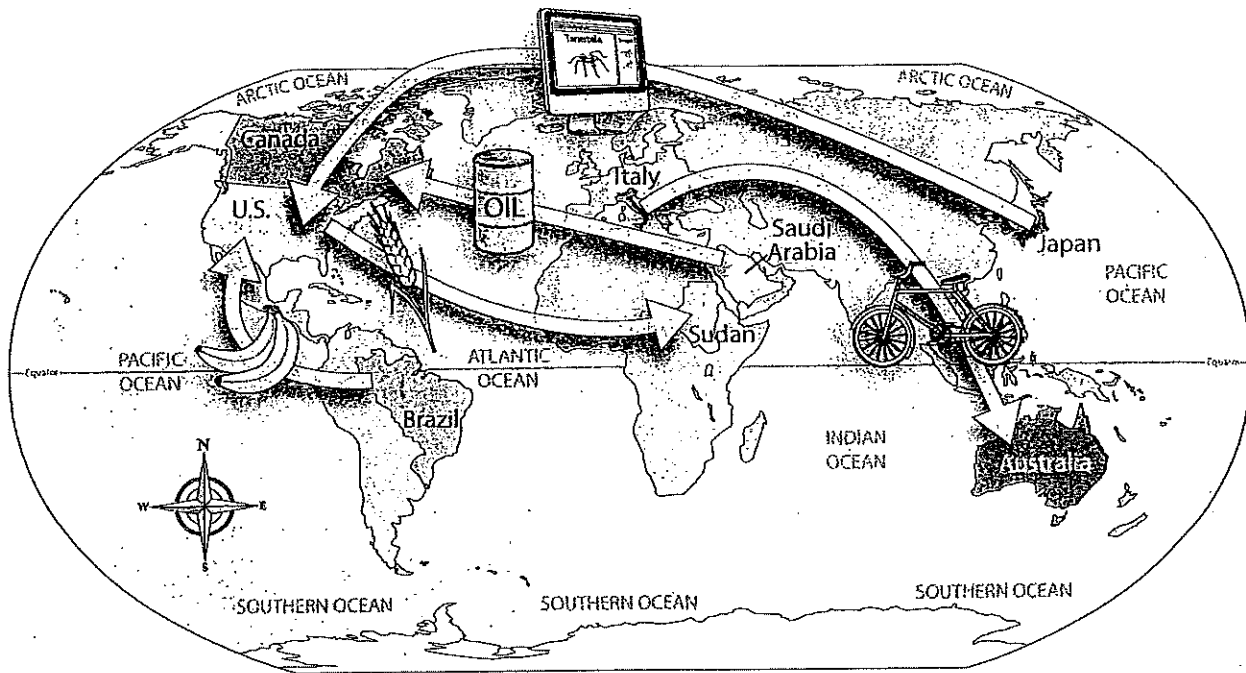 Tarantula
ARCTIC OCEAN
ARCTIC OCEAN
Canada
Italy
U.S.
OIL
Saudi
Arabia
Japan
PACIFIC
OCEAN
Sudan
PACIFIC
OCEAN
ATLANTIC
OCEAN
Equator
Equator
Brazil
INDIAN
OCEAN
Australia
N
W
E
S
SOUTHERN OCEAN
SOUTHERN OCEAN
SOUTHERN OCEAN